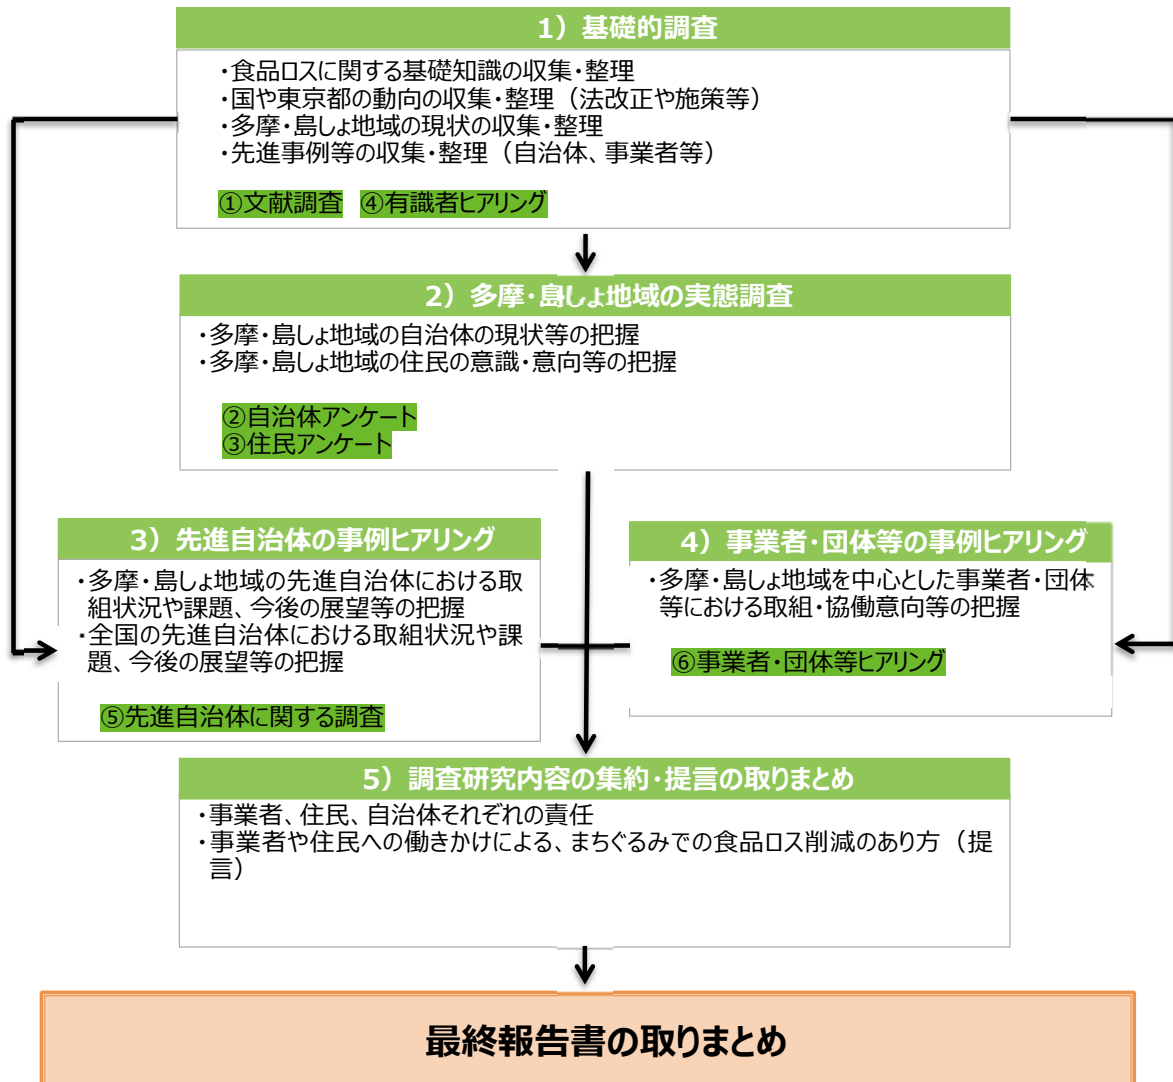 1）基礎的調査
・食品ロスに関する基礎知識の収集・整理
・国や東京都の動向の収集・整理（法改正や施策等）
・多摩・島しょ地域の現状の収集・整理
・先進事例等の収集・整理（自治体、事業者等）
①文献調査　④有識者ヒアリング
2）多摩・島しょ地域の実態調査
・多摩・島しょ地域の自治体の現状等の把握
・多摩・島しょ地域の住民の意識・意向等の把握
②自治体アンケート
③住民アンケート
3）先進自治体の事例ヒアリング
・多摩・島しょ地域の先進自治体における取
組状況や課題、今後の展望等の把握
・全国の先進自治体における取組状況や課
題、今後の展望等の把握
⑤先進自治体に関する調査
4）事業者・団体等の事例ヒアリング
・多摩・島しょ地域を中心とした事業者・団体
等における取組・協働意向等の把握
⑥事業者・団体等ヒアリング
5）調査研究内容の集約・提言の取りまとめ
・事業者、住民、自治体それぞれの責任
・事業者や住民への働きかけによる、まちぐるみでの食品ロス削減のあり方（提
言）
最終報告書の取りまとめ